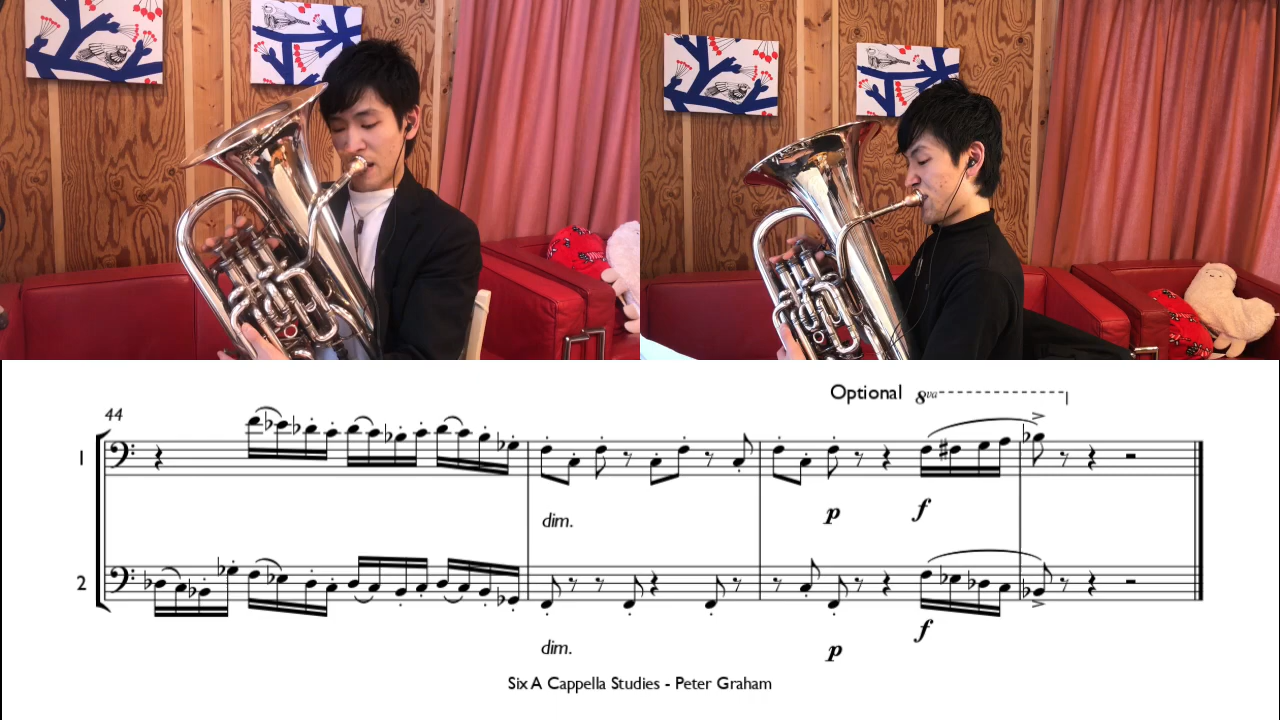 Optional 8va
44
1
dim.
p
f
2
dim.
p
f
Six A Cappella Studies - Peter Graham